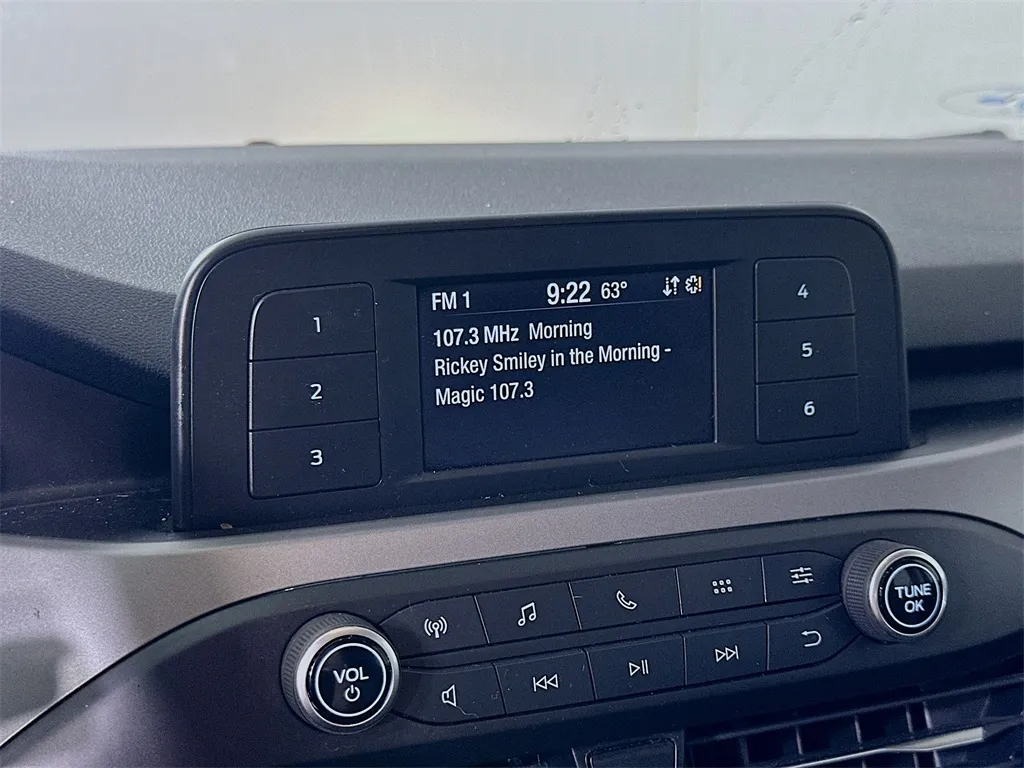 FM 1 9:22 63°
107.3 MHz Morning
Rickey Smiley in the Morning -
Magic 107.3
1
2
3
4
5
6
VOL
TUNE
OK